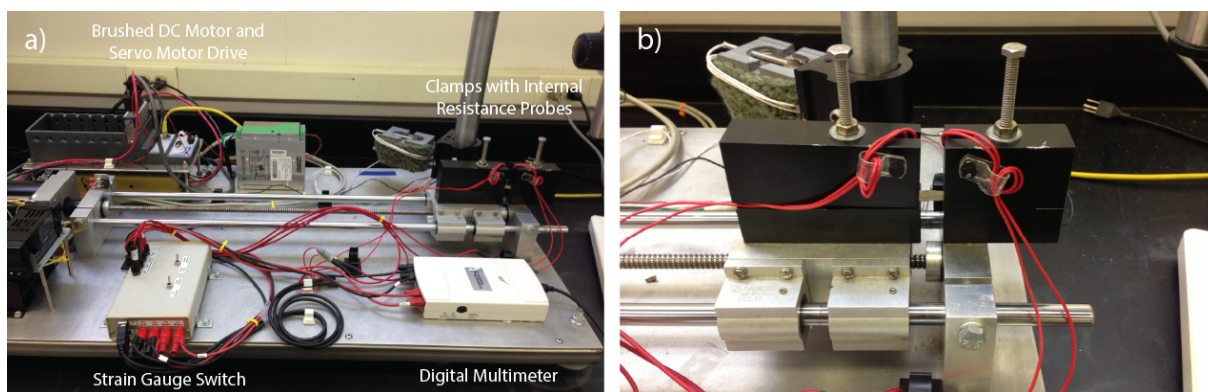 a)
Brushed DC Motor and
Servo Motor Drive
Clamps with Internal
Resistance Probes
Strain Gauge Switch
Digital Multimeter
b)